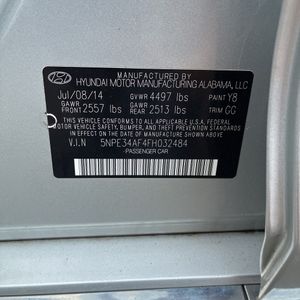 MANUFACTURED BY
HYUNDAI MOTOR MANUFACTURING ALABAMA, LLC
Jul/08/14 GVWR 4497 lbs PAINT Y8
GAWR FRONT 2557 lbs GAWR REAR 2513 lbs TRIM GG
THIS VEHICLE CONFORMS TO ALL APPLICABLE
FEDERAL MOTOR VEHICLE SAFETY, BUMPER,
AND THEFT PREVENTION STANDARDS IN EFFECT
ON THE DATE OF MANUFACTURE SHOWN ABOVE
V.I.N 5NPE34AF4FH032484
PASSENGER CAR